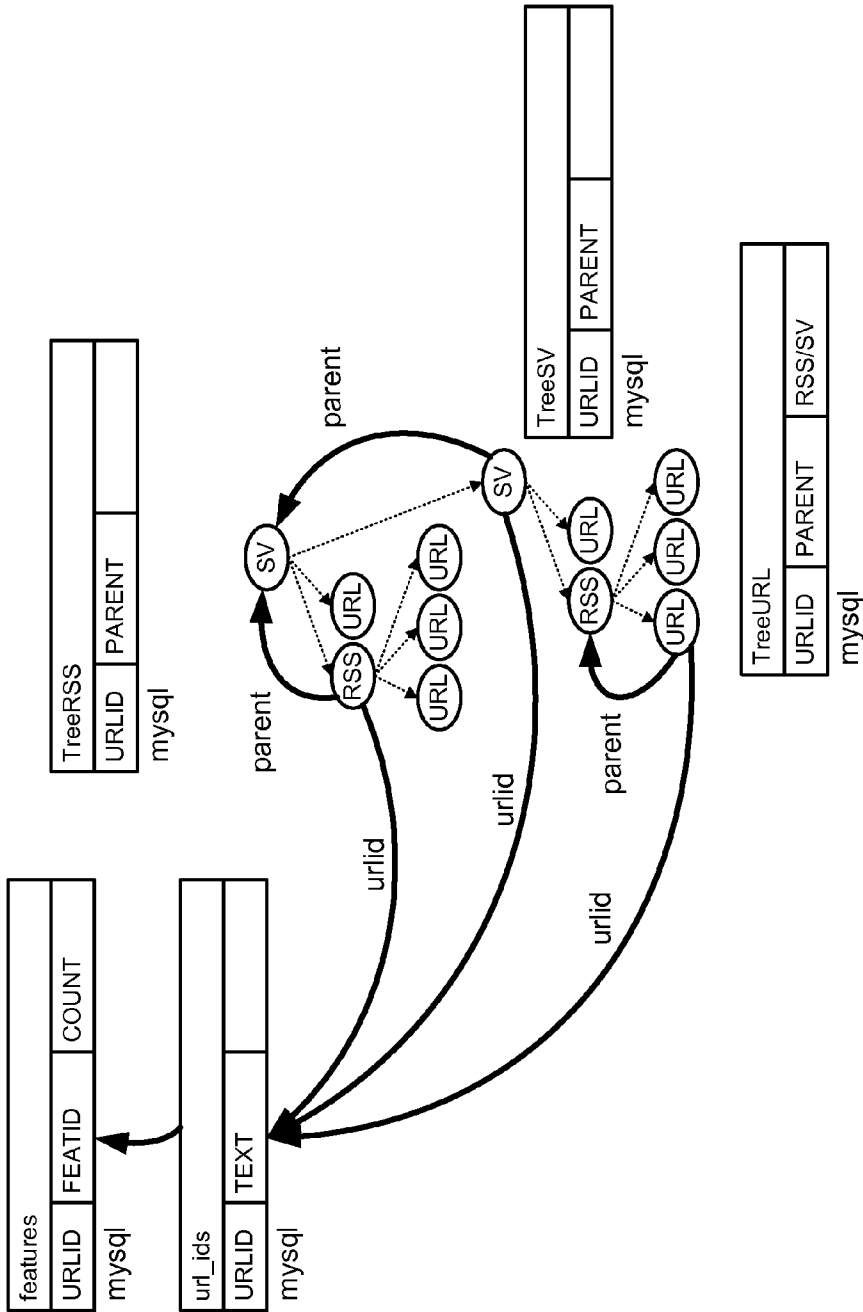 features
URLID FEATID COUNT
mysql
url_ids
URLID TEXT
mysql
TreeRSS
URLID PARENT
mysql
parent
parent
SV
RSS
URL
URL
URL
URL
urlid
SV
urlid
RSS
URL
URL
URL
URL
parent
urlid
TreeSV
URLID PARENT
mysql
TreeURL
URLID PARENT RSS/SV
mysql